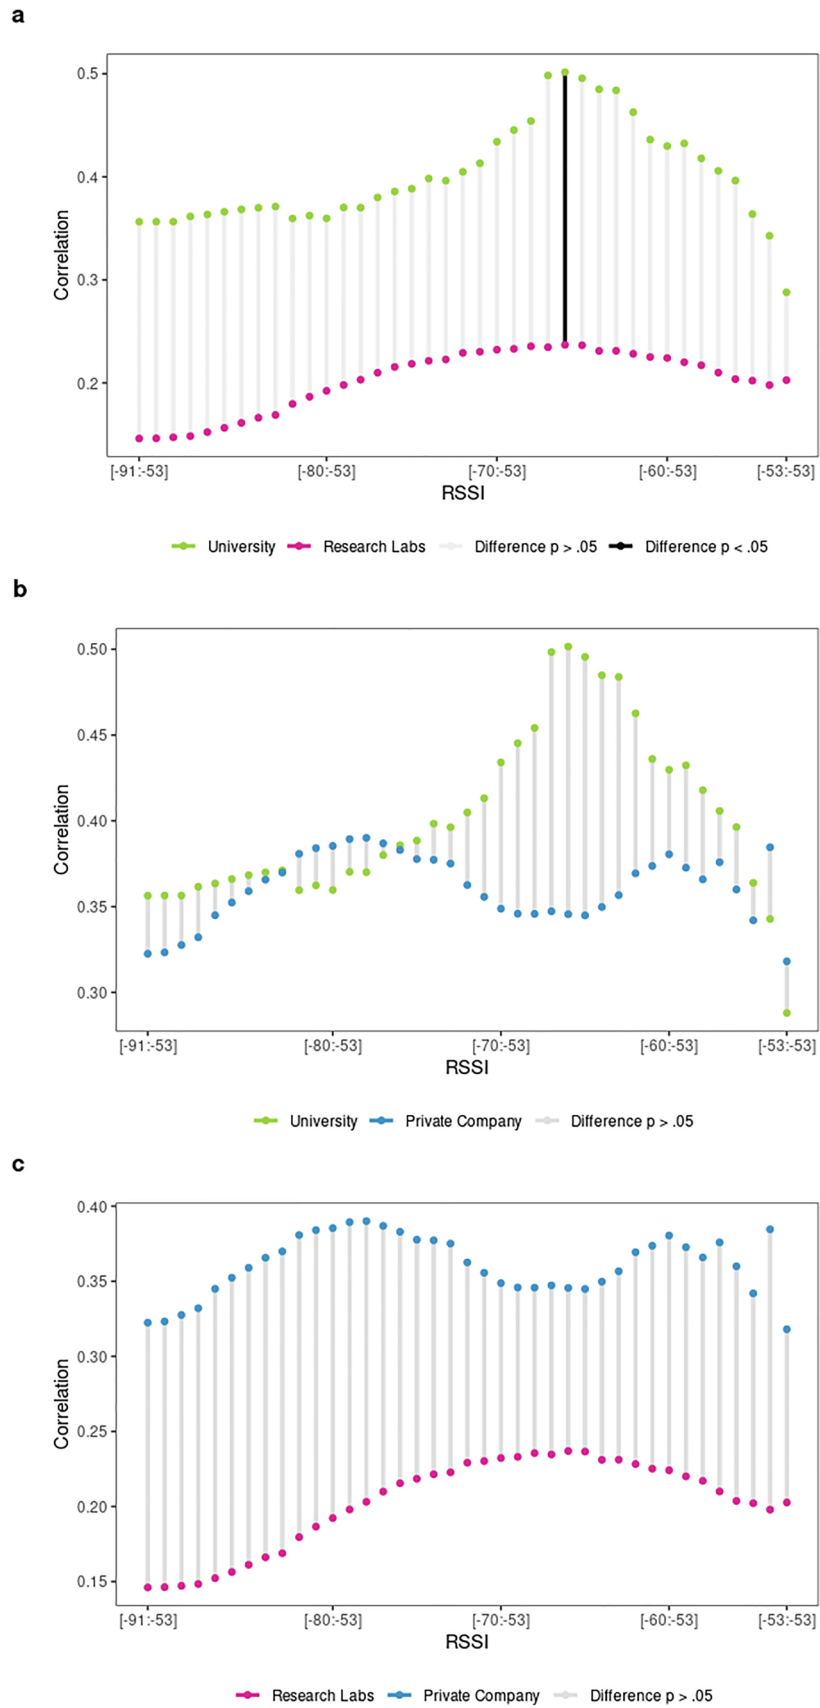 a
0.5
0.4
0.3
0.2
Correlation
[-91:-53] [-80:-53] [-70:-53] [-60:-53] [-53:-53]
RSSI
University Research Labs Difference p > .05 Difference p < .05
b
0.50
0.45
0.40
0.35
0.30
Correlation
[-91:-53] [-80:-53] [-70:-53] [-60:-53] [-53:-53]
RSSI
University Private Company Difference p > .05
c
0.40
0.35
0.30
0.25
0.20
0.15
Correlation
[-91:-53] [-80:-53] [-70:-53] [-60:-53] [-53:-53]
RSSI
Research Labs Private Company Difference p > .05